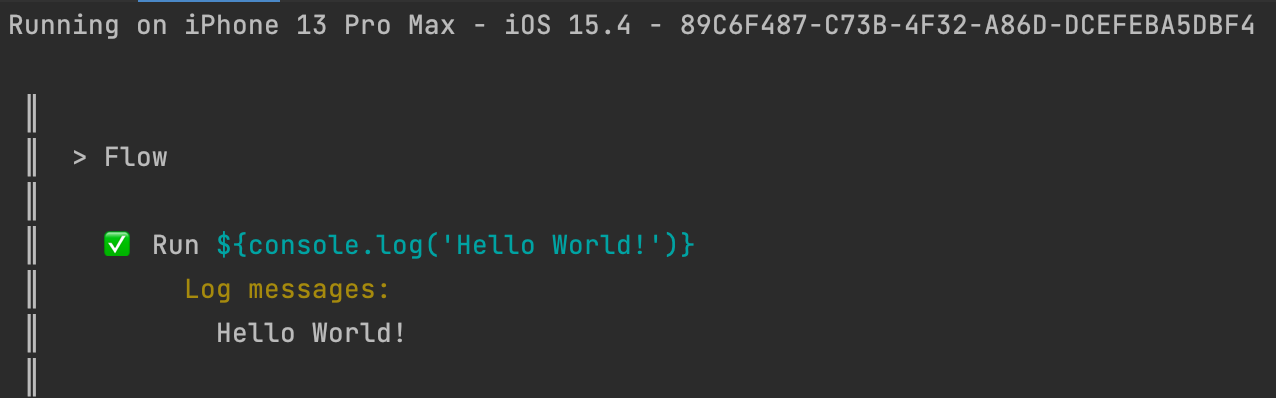 Running on iPhone 13 Pro Max - iOS 15.4 - 89C6F487-C73B-4F32-A86D-DCEFEBA5DBF4
║
║  > Flow
║
║    ✅ Run ${console.log('Hello World!')}
║         Log messages:
║           Hello World!
║